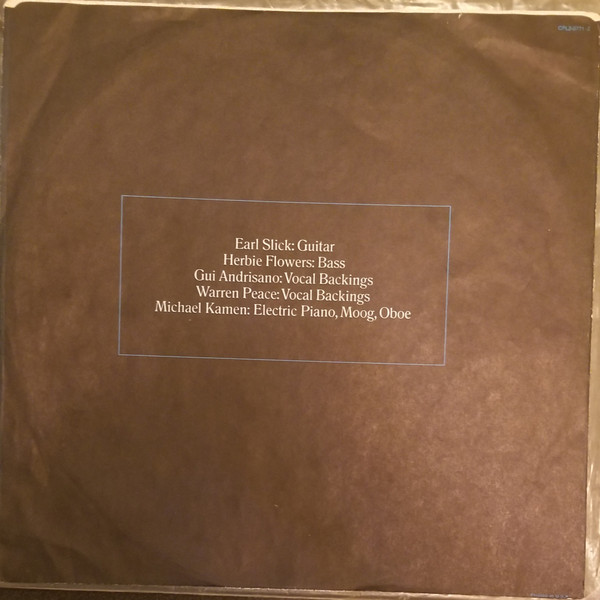 Earl Slick: Guitar
Herbie Flowers: Bass
Gui Andrisano: Vocal Backings
Warren Peace: Vocal Backings
Michael Kamen: Electric Piano, Moog, Oboe